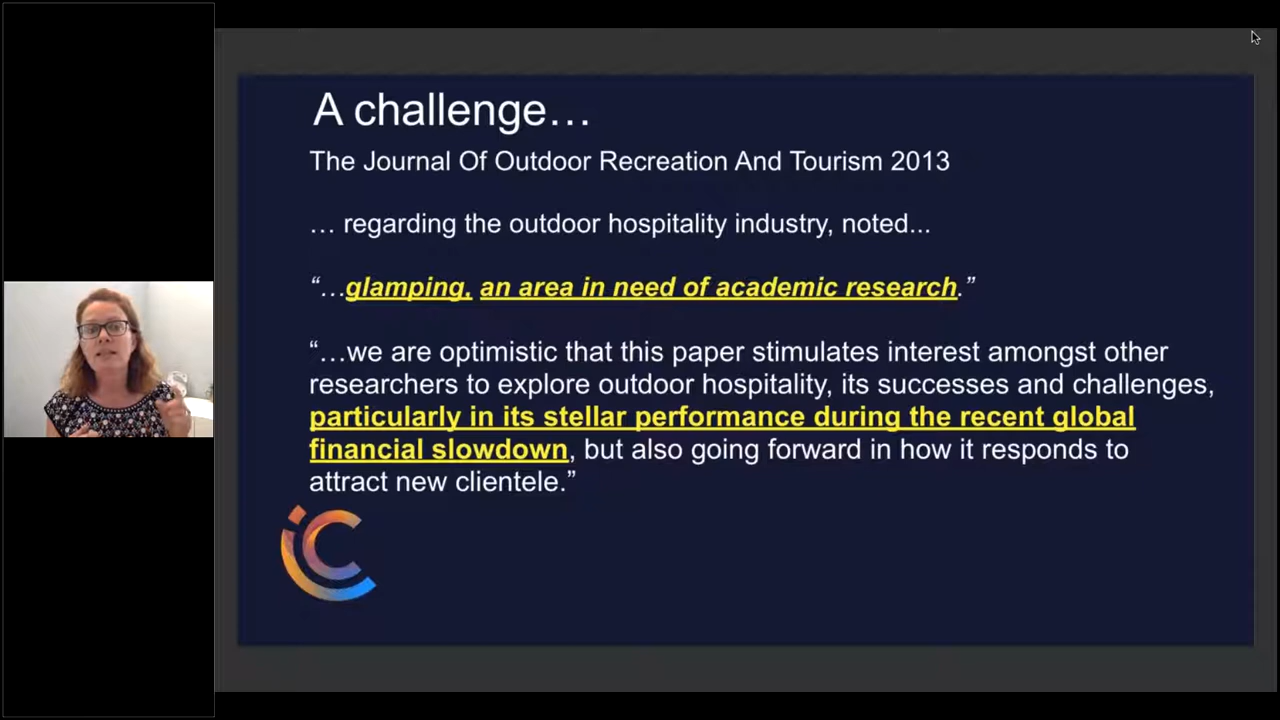 A challenge…
The Journal Of Outdoor Recreation And Tourism 2013
… regarding the outdoor hospitality industry, noted...
“…glamping, an area in need of academic research.”
“…we are optimistic that this paper stimulates interest amongst other
researchers to explore outdoor hospitality, its successes and challenges,
particularly in its stellar performance during the recent global
financial slowdown, but also going forward in how it responds to
attract new clientele.”